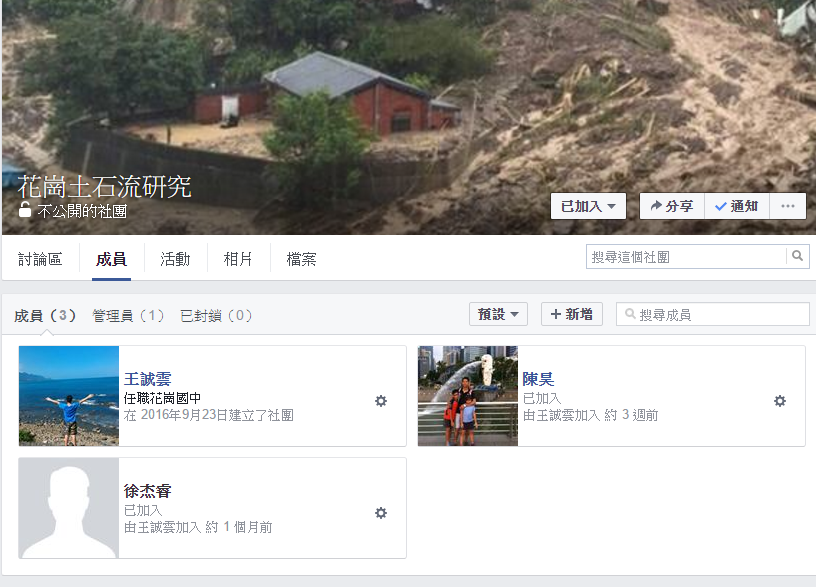 花崗土石流研究
不公開的社團
已加入 分享 通知 ...
討論區 成員 活動 相片 檔案 搜尋這個社團
成員（3） 管理員（1） 已封鎖（0） 預設 +新增 搜尋成員
王誠雲
任職花崗國中
在 2016年9月23日建立了社團
陳昊
已加入
由王誠雲加入 約 3 週前
徐杰睿
已加入
由王誠雲加入 約 1 個月前